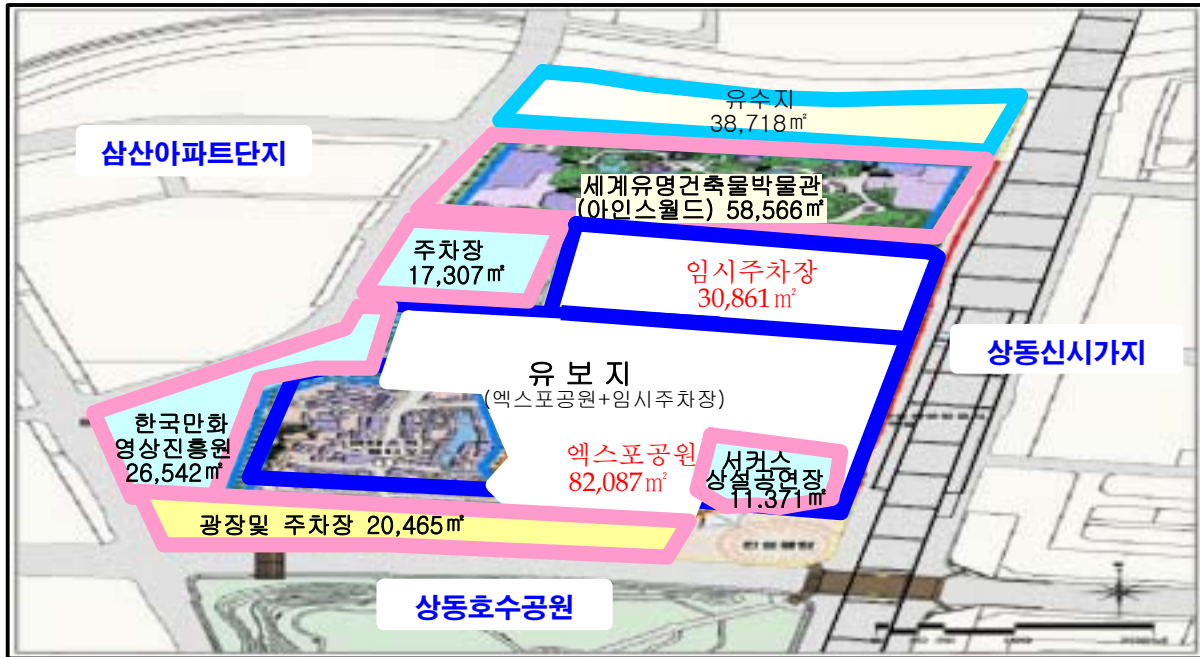 유수지
38,718㎡
삼산아파트단지
세계유명건축물박물관
(아인스월드) 58,566㎡
주차장
17,307㎡
임시주차장
30,861㎡
상동신시가지
유 보 지
(엑스포공원+임시주차장)
한국만화
영상진흥원
26,542㎡
엑스포공원
82,087㎡
서커스
상설공연장
11.371㎡
광장및 주차장 20,465㎡
상동호수공원